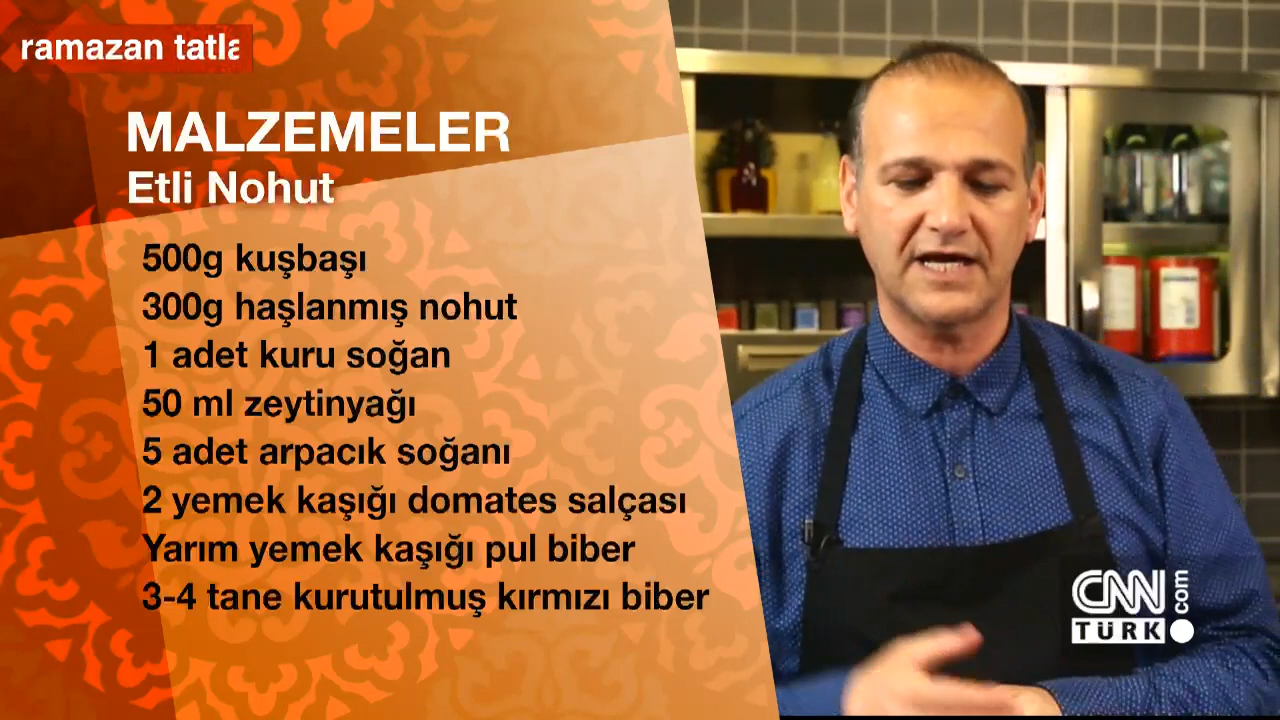 ramazan tatla
MALZEMELER
Etli Nohut
500g kuşbaşı
300g haşlanmış nohut
1 adet kuru soğan
50 ml zeytinyağı
5 adet arpacık soğanı
2 yemek kaşığı domates salçası
Yarım yemek kaşığı pul biber
3-4 tane kurutulmuş kırmızı biber
CNN
TÜRK
.com